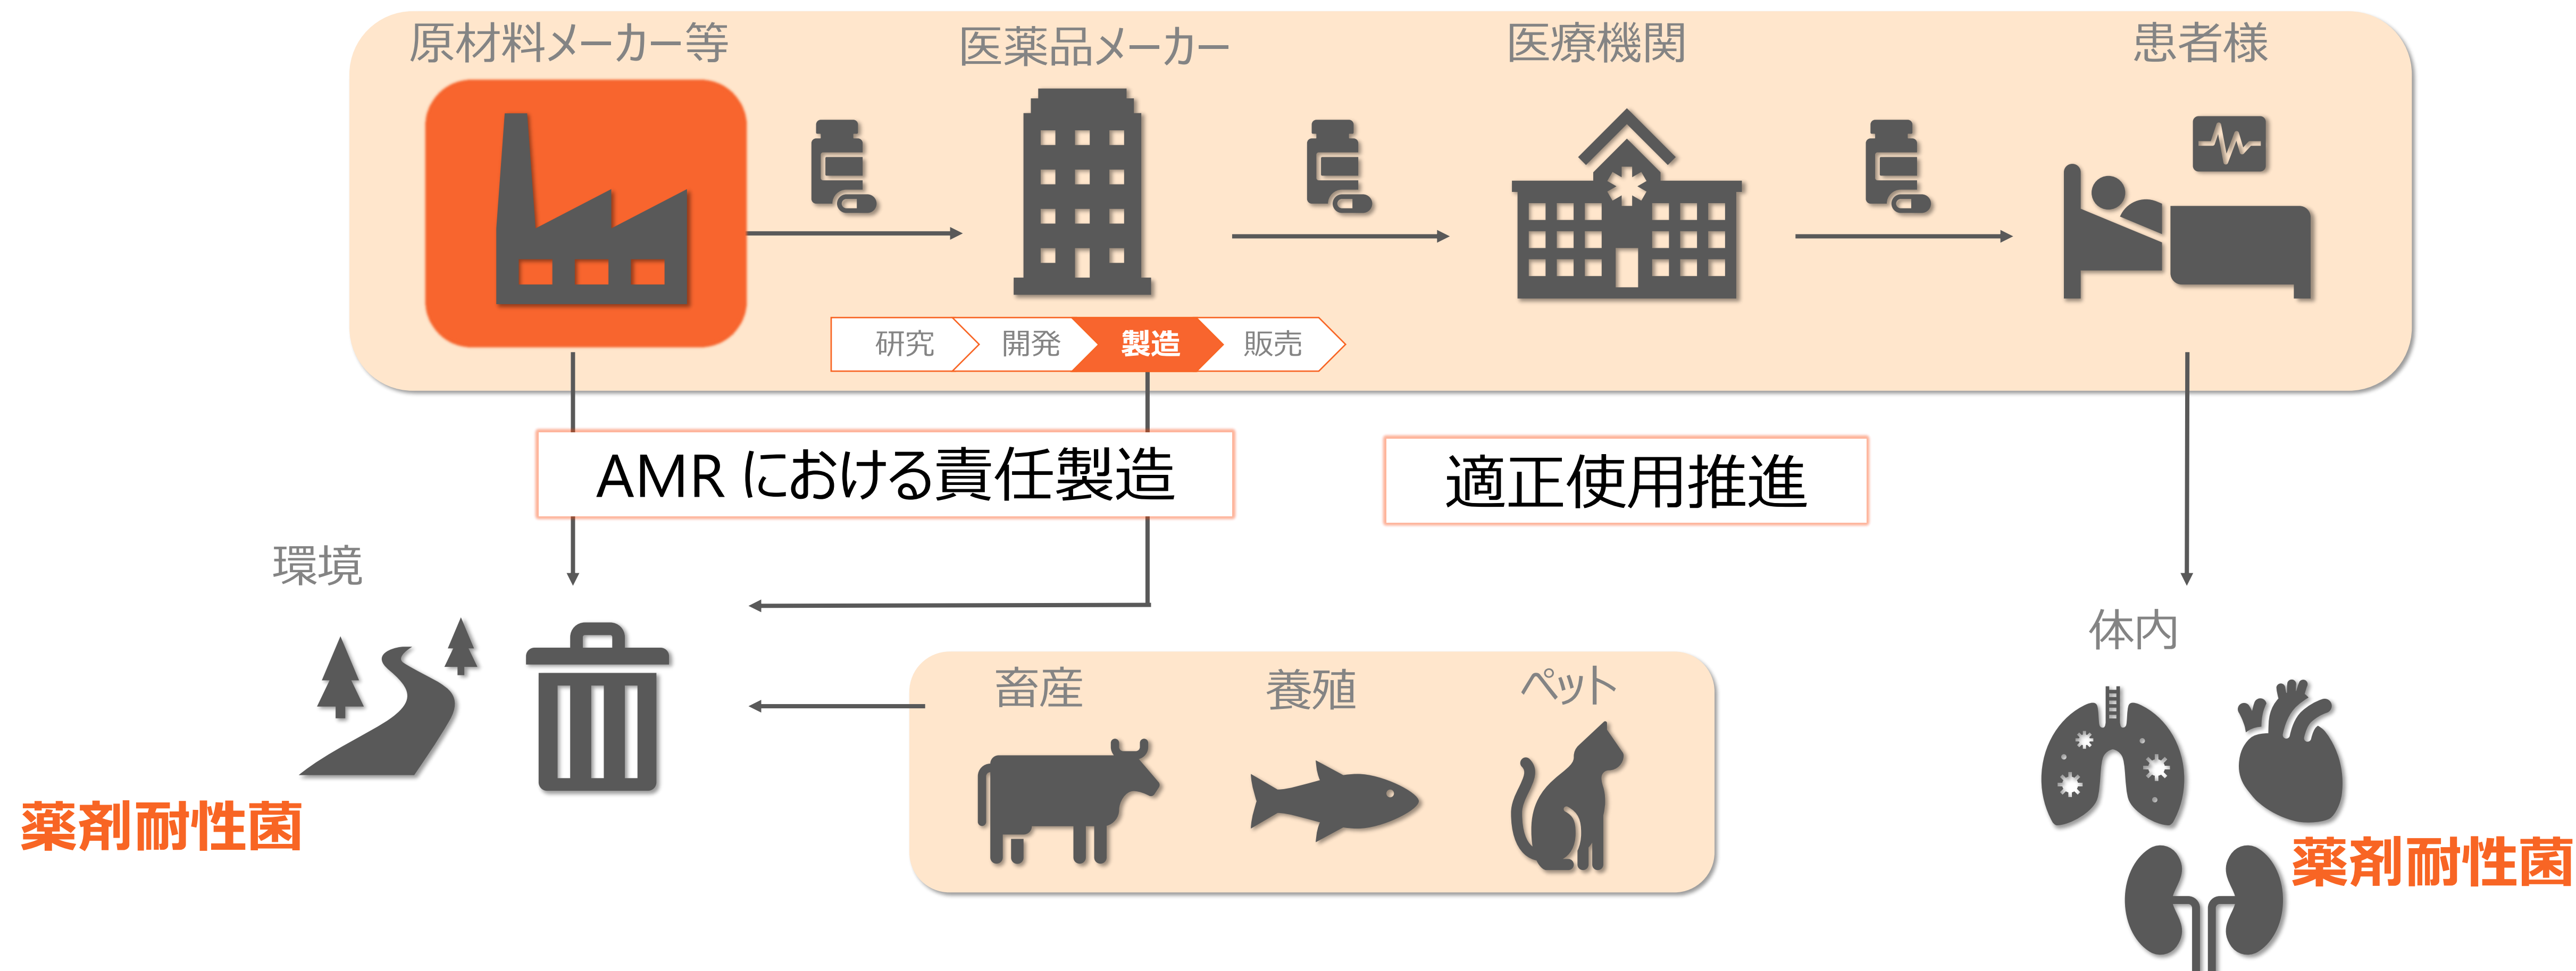 原材料メーカー等
医薬品メーカー
医療機関
患者様
研究
開発
製造
販売
AMR における責任製造
適正使用推進
環境
体内
畜産
養殖
ペット
薬剤耐性菌
薬剤耐性菌